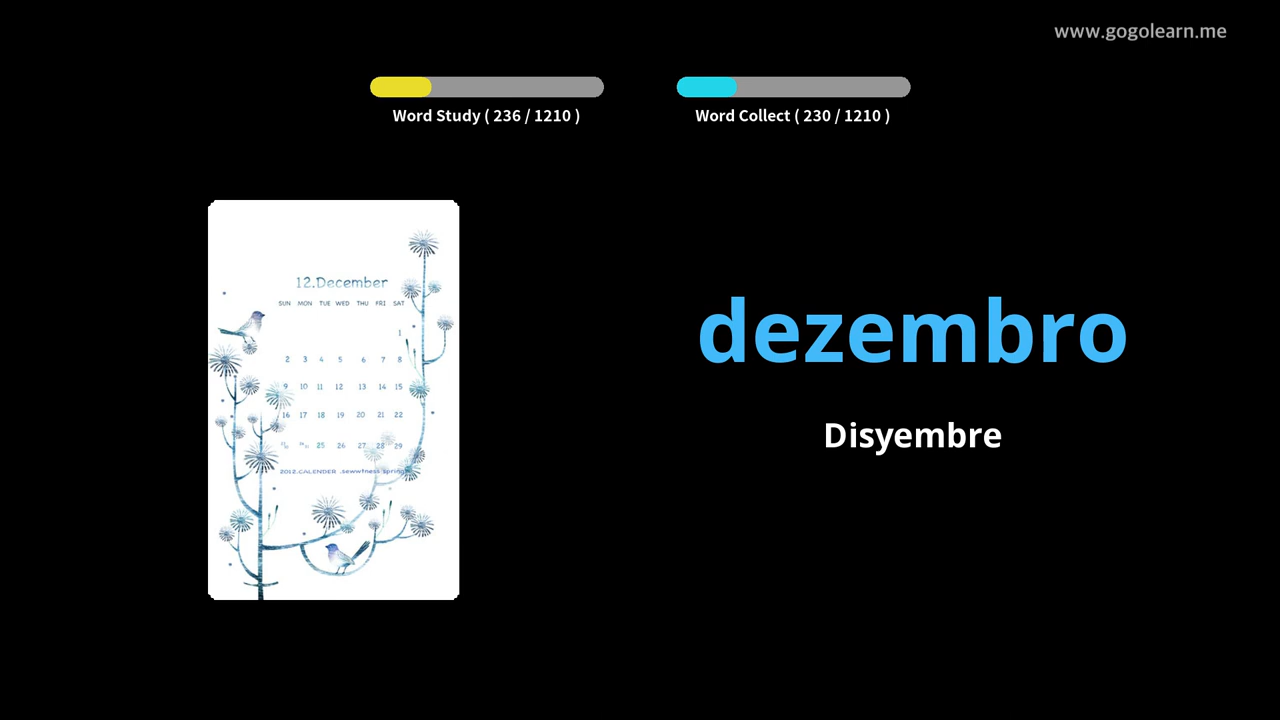 www.gogolearn.me
Word Study ( 236 / 1210 )
Word Collect ( 230 / 1210 )
12.December
SUN MON TUE WED THU FRI SAT
1
2 3 4 5 6 7 8
9 10 11 12 13 14 15
16 17 18 19 20 21 22
25 26 27 28 29
2012.CALENDER
dezembro
Disyembre